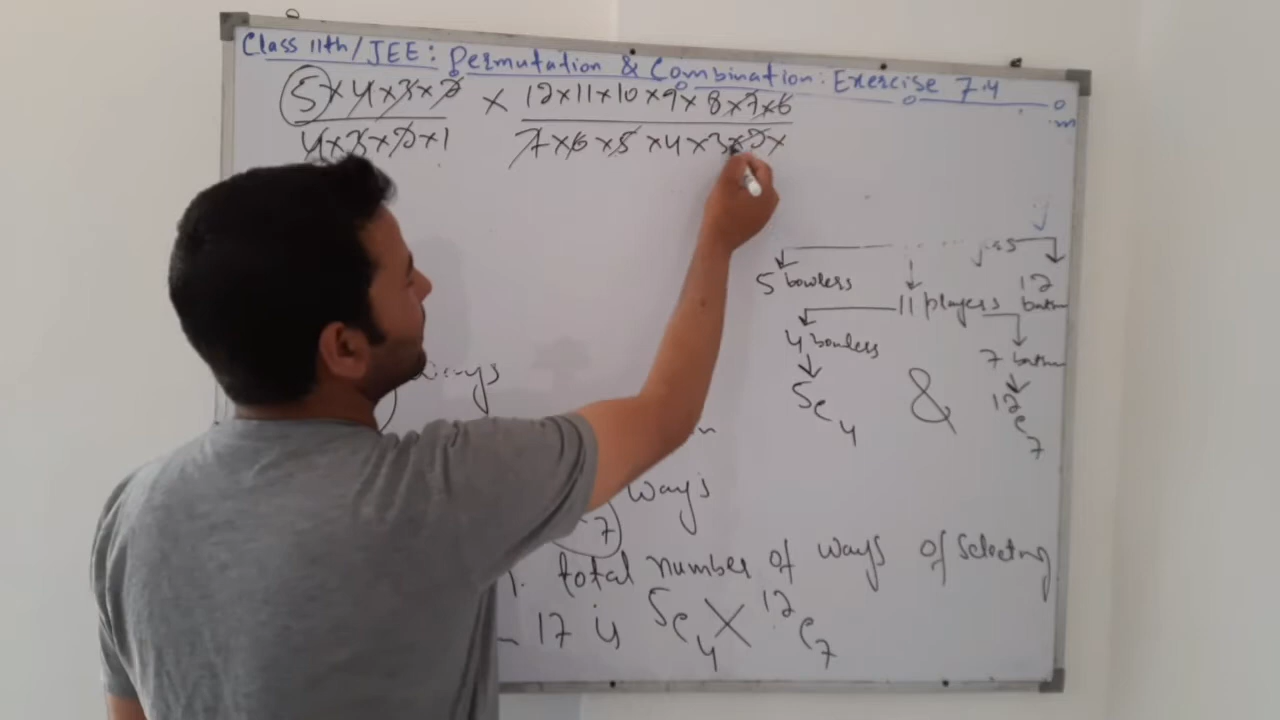 Class 11th/JEE: Permutation & Combination: Exercise 7.4
5×4×3×2 × 12×11×10×9×8×7×6
4×3×2×1 7×6×5×4×3×2×
5 bowlers 12
11 players
4 bowlers 7
5c4 & 12c7
ways
ways
7
total number of ways of selecting
17 is 5c4 × 12c7